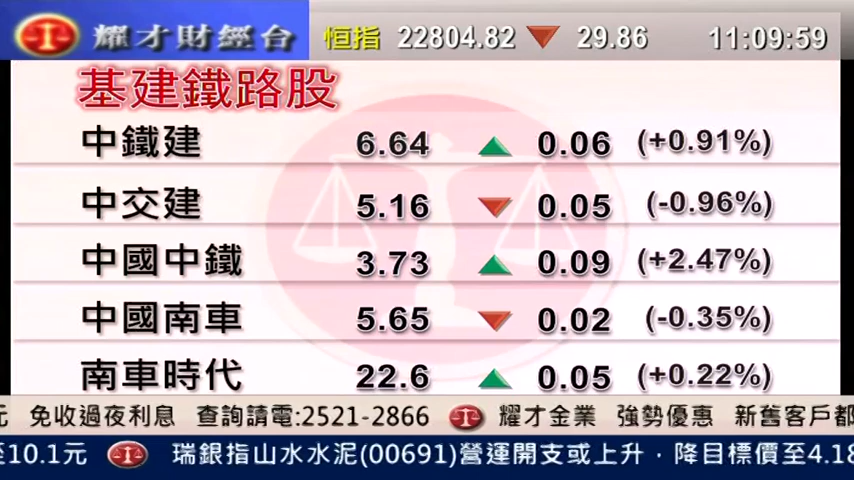 耀才財經台 恒指 22804.82 29.86 11:09:59
基建鐵路股
中鐵建 6.64 0.06 (+0.91%)
中交建 5.16 0.05 (-0.96%)
中國中鐵 3.73 0.09 (+2.47%)
中國南車 5.65 0.02 (-0.35%)
南車時代 22.6 0.05 (+0.22%)
元 免收過夜利息 查詢請電:2521-2866 耀才金業 強勢優惠 新舊客戶都
至10.1元 瑞銀指山水水泥(00691)營運開支或上升，降目標價至4.18